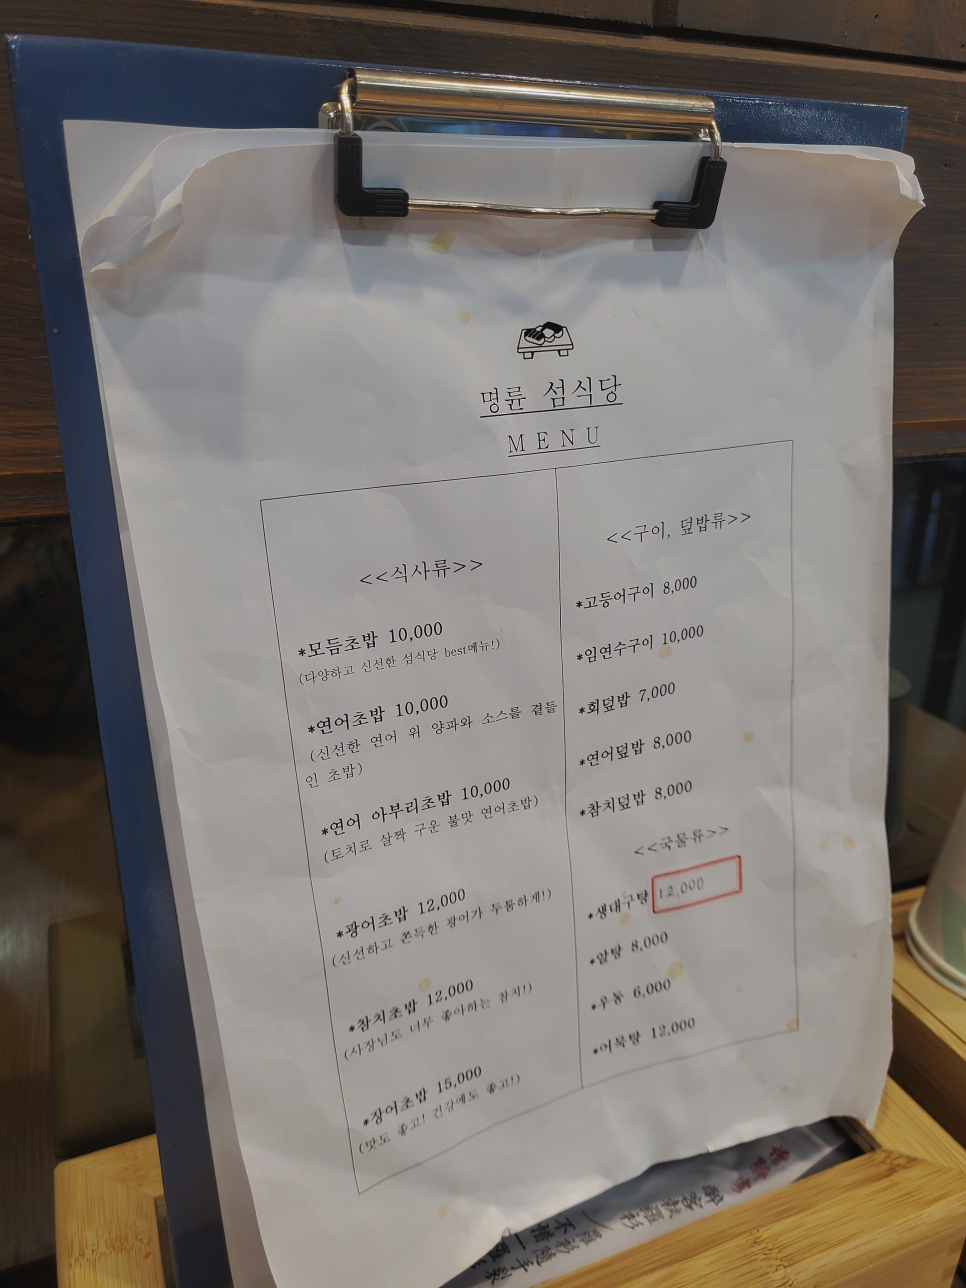 명륜 섬식당
MENU
<<식사류>>
*모듬초밥 10,000
(다양하고 신선한 섬식당 best메뉴!)
*연어초밥 10,000
(신선한 연어 위 양파와 소스를 곁들
인 초밥)
*연어 아부리초밥 10,000
(토치로 살짝 구운 불맛 연어초밥)
*광어초밥 12,000
(신선하고 쫀득한 광어가 두툼하게!)
*참치초밥 12,000
(사장님도 너무 좋아하는 참치!)
*장어초밥 15,000
(맛도 좋고! 건강에도 좋고!)
<<구이, 덮밥류>>
*고등어구이 8,000
*임연수구이 10,000
*회덮밥 7,000
*연어덮밥 8,000
*참치덮밥 8,000
<<국물류>>
*생대구탕 12,000
*알탕 8,000
*우동 6,000
*어묵탕 12,000